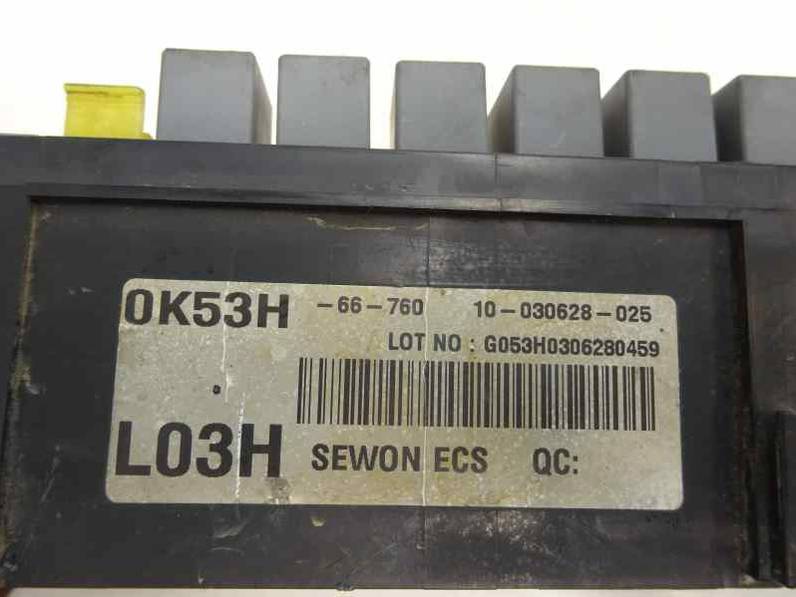 0K53H -66-760 10-030628-025
LOT NO : G053H0306280459
L03H SEWON ECS QC: